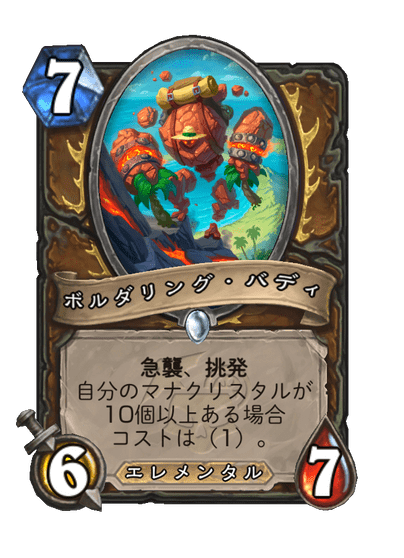 7
ボルダリング・バディ
急襲、挑発
自分のマナクリスタルが
10個以上ある場合
コストは（1）。
6
エレメンタル
7